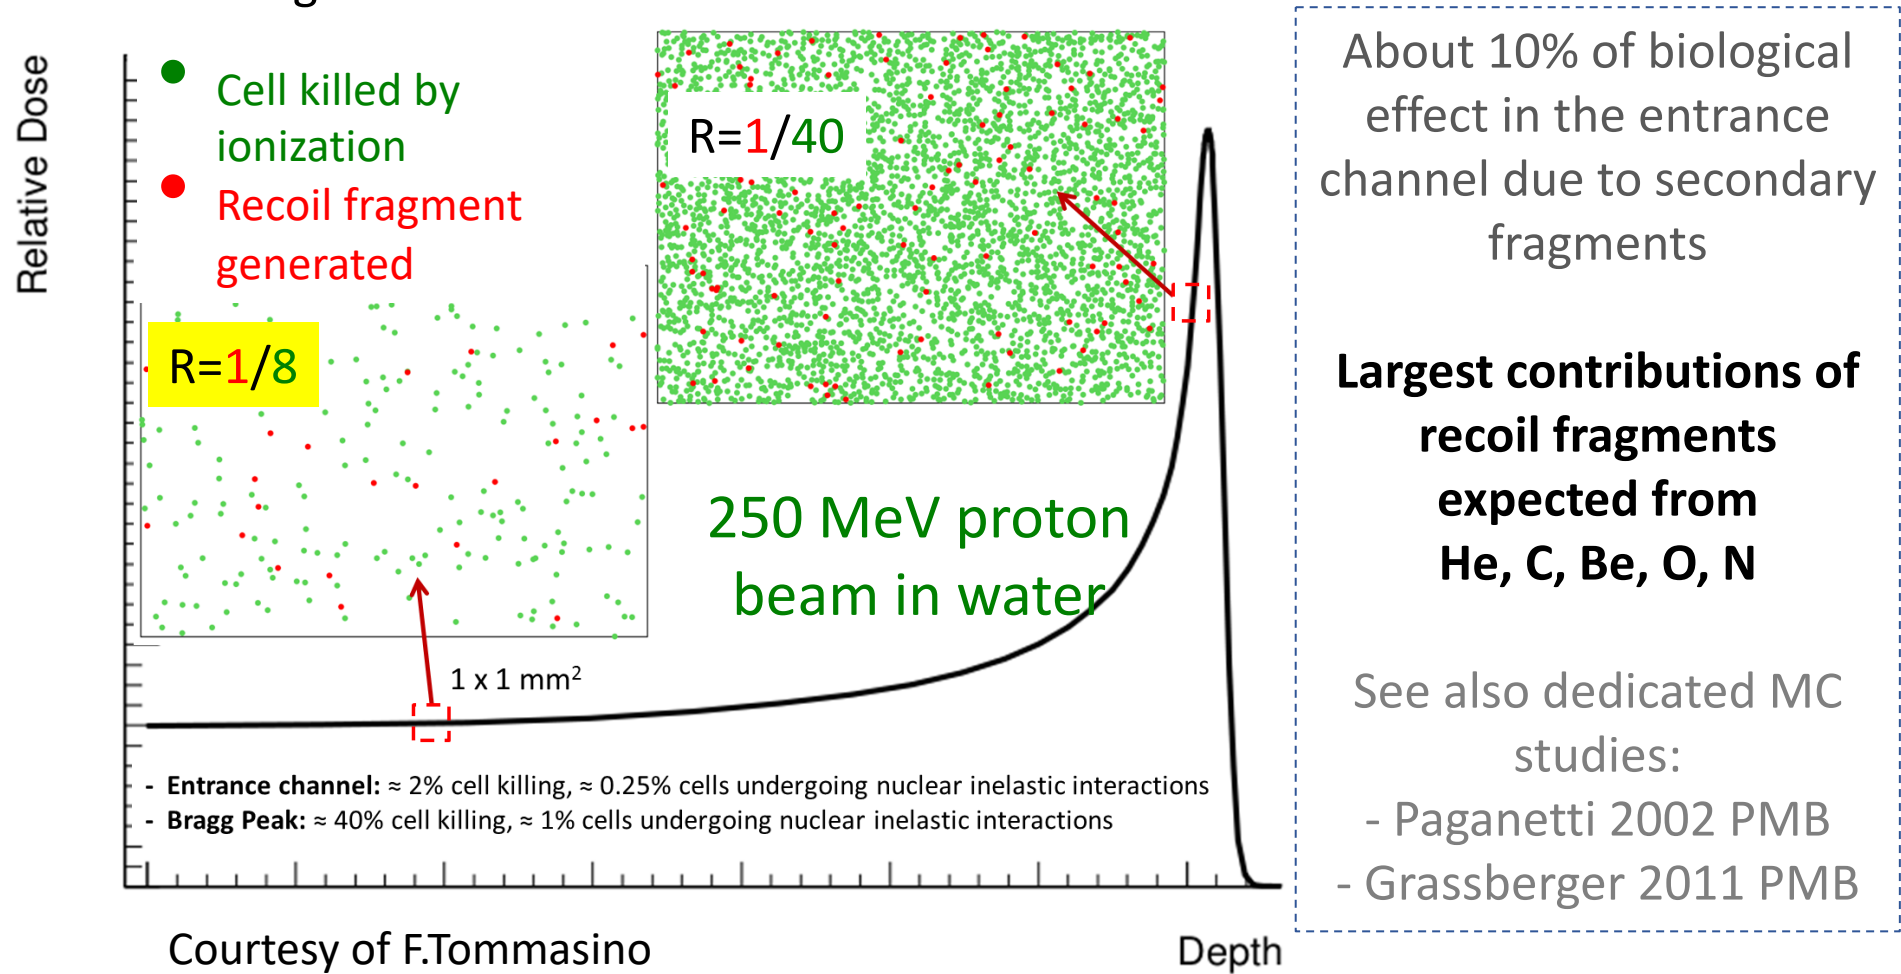 Relative Dose
Cell killed by
ionization
Recoil fragment
generated
R=1/40
R=1/8
250 MeV proton
beam in water
1 x 1 mm²
- Entrance channel: ≈ 2% cell killing, ≈ 0.25% cells undergoing nuclear inelastic interactions
- Bragg Peak: ≈ 40% cell killing, ≈ 1% cells undergoing nuclear inelastic interactions
Courtesy of F.Tommasino
Depth
About 10% of biological
effect in the entrance
channel due to secondary
fragments
Largest contributions of
recoil fragments
expected from
He, C, Be, O, N
See also dedicated MC
studies:
- Paganetti 2002 PMB
- Grassberger 2011 PMB